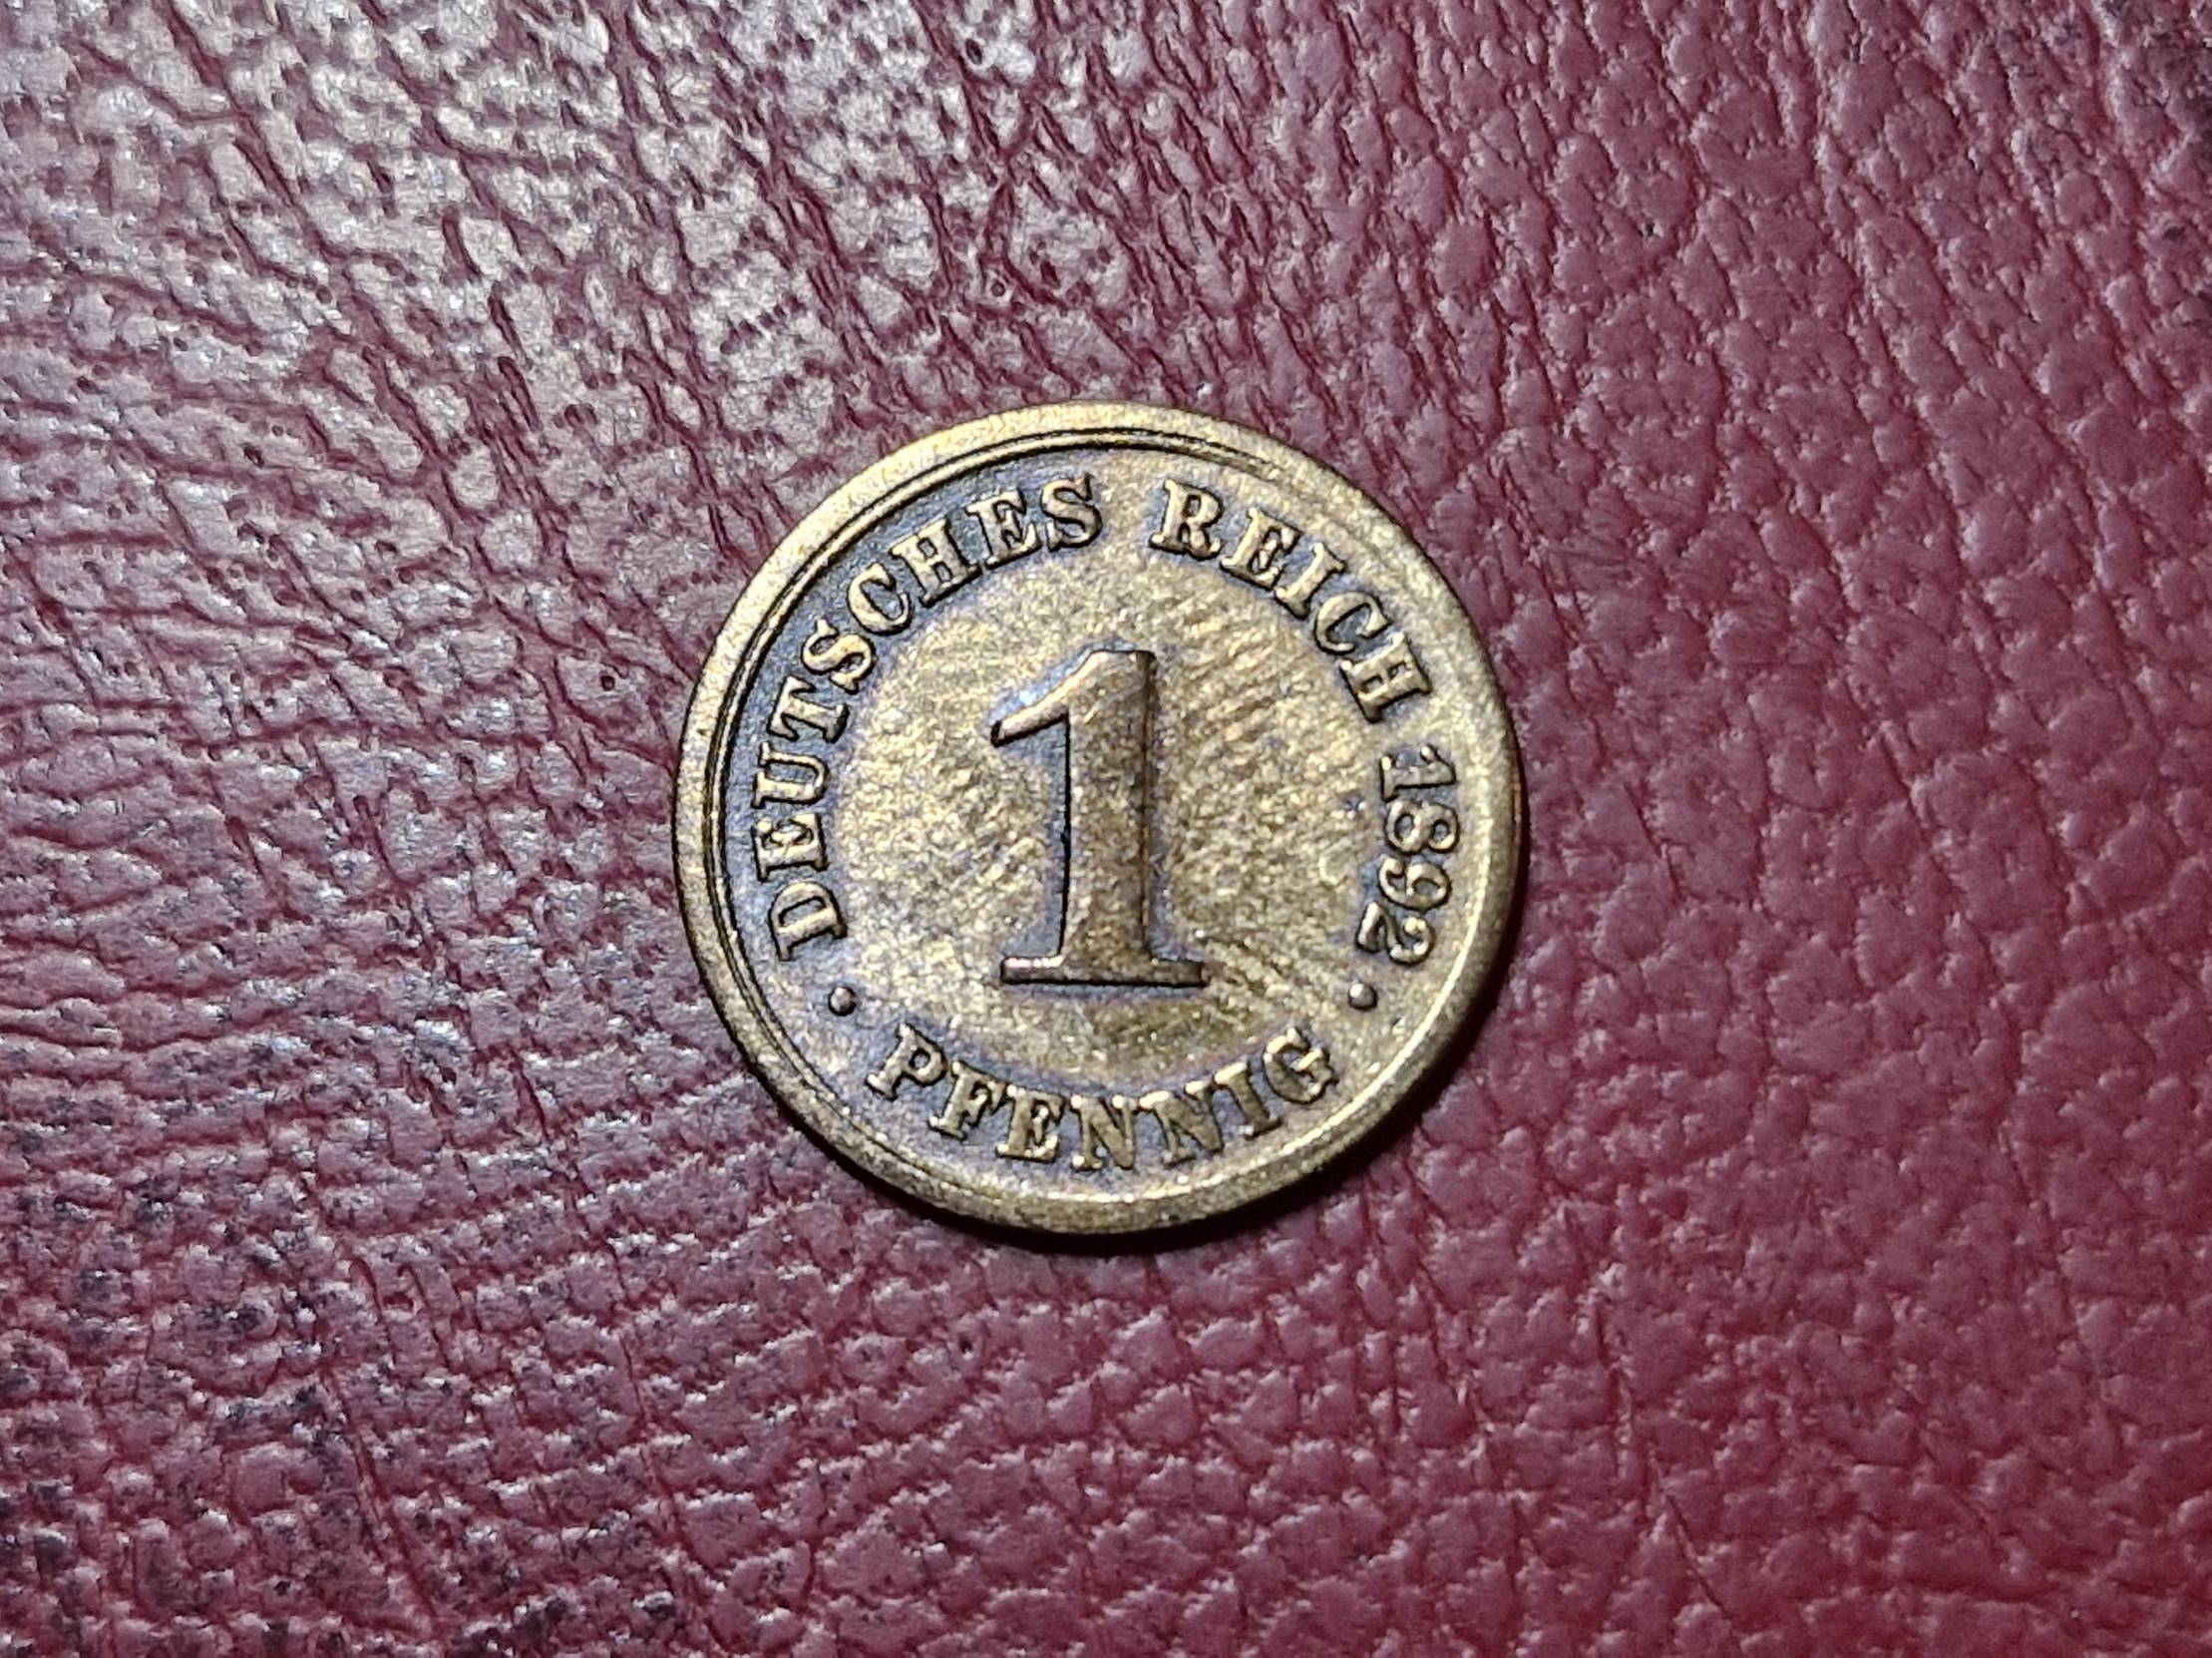 DEUTSCHES REICH 1892
1
· PFENNIG ·